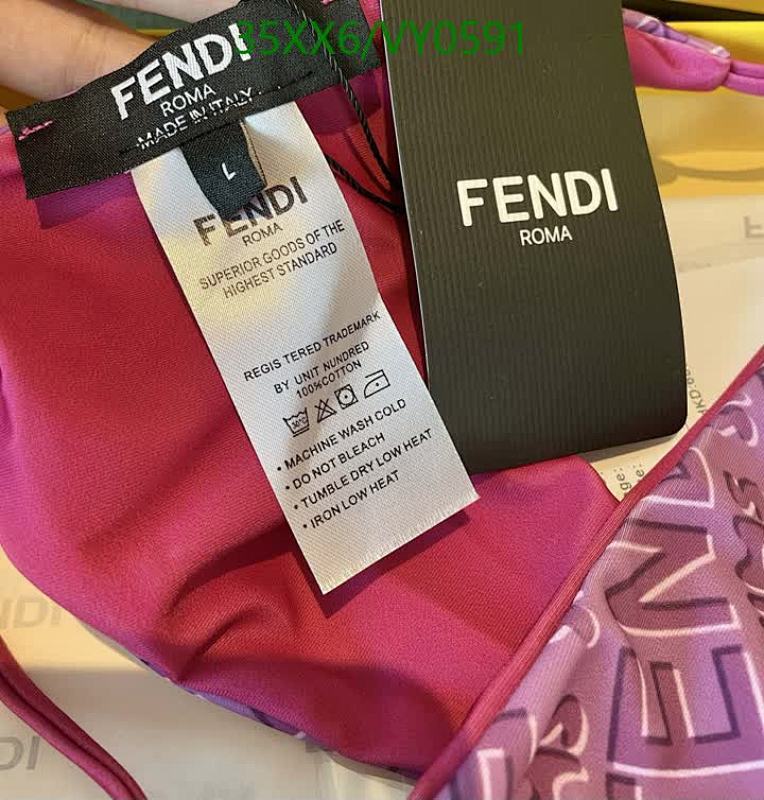 35XX6/VY0591
FENDI
ROMA
MADE IN ITALY
L
FENDI
ROMA
SUPERIOR GOODS OF THE
HIGHEST STANDARD
REGIS TERED TRADEMARK
BY UNIT NUNDRED
100%COTTON
30°C
• MACHINE WASH COLD
• DO NOT BLEACH
• TUMBLE DRY LOW HEAT
• IRON LOW HEAT
FENDI
ROMA